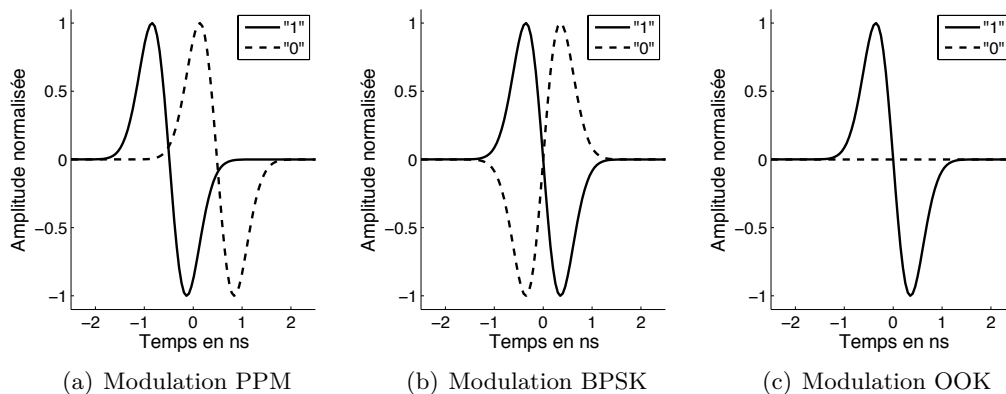 "1"
"0"
1
0.5
0
−0.5
−1
−2 −1 0 1 2
Amplitude normalisée
Temps en ns
(a) Modulation PPM
"1"
"0"
1
0.5
0
−0.5
−1
−2 −1 0 1 2
Amplitude normalisée
Temps en ns
(b) Modulation BPSK
"1"
"0"
1
0.5
0
−0.5
−1
−2 −1 0 1 2
Amplitude normalisée
Temps en ns
(c) Modulation OOK